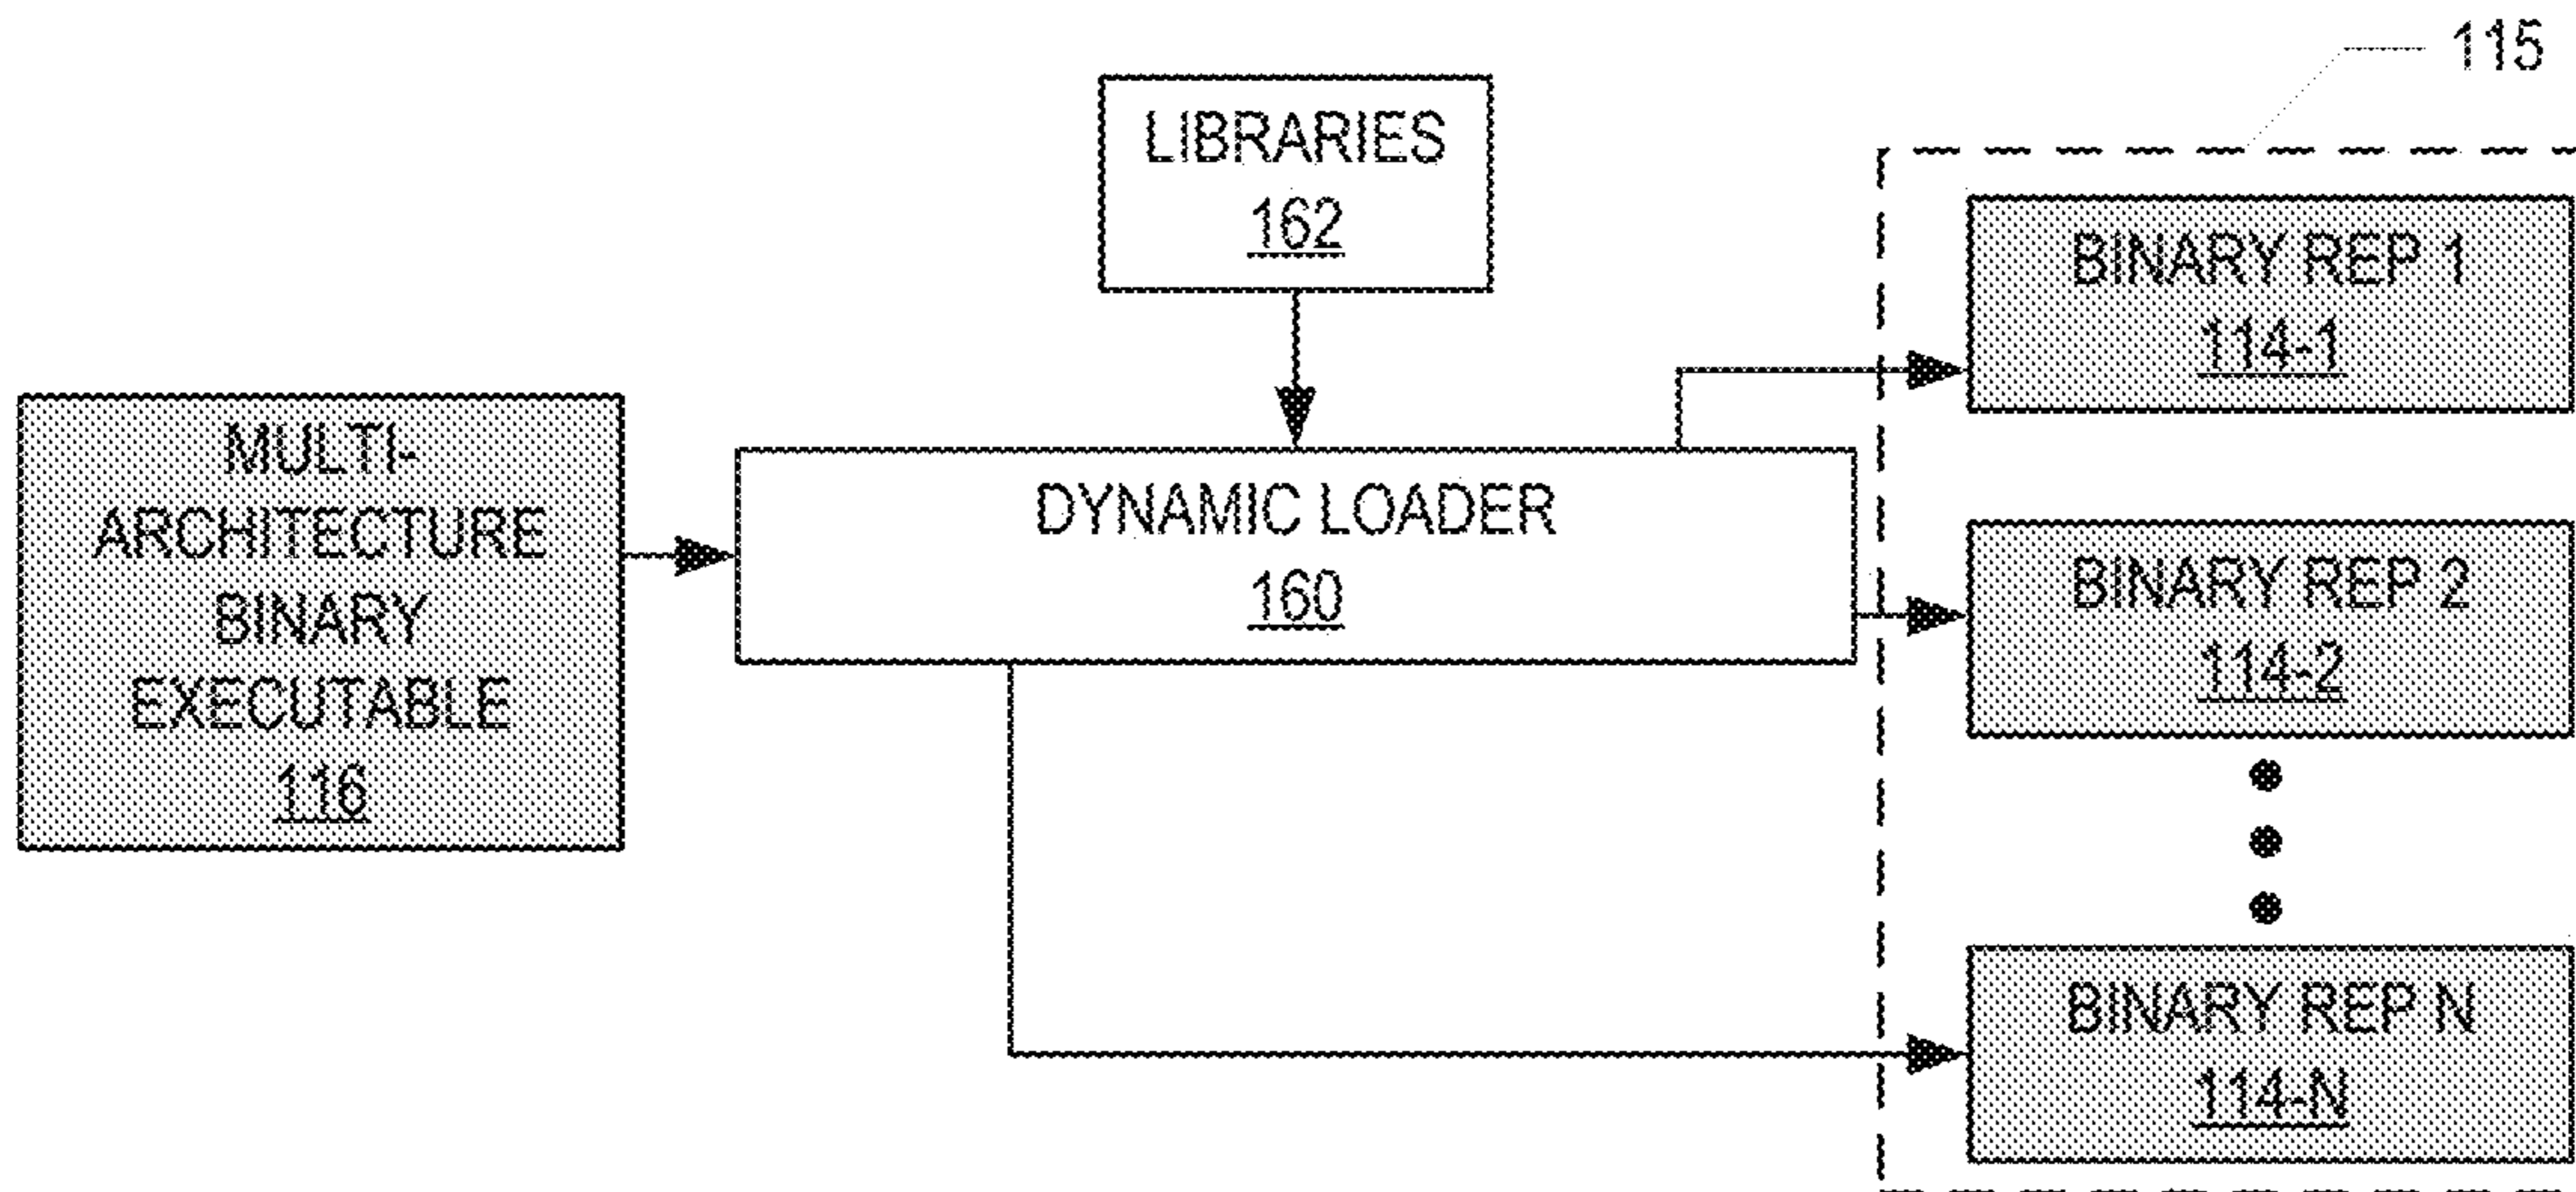 115
LIBRARIES
162
BINARY REP 1
114-1
MULTI-
ARCHITECTURE
BINARY
EXECUTABLE
116
DYNAMIC LOADER
160
BINARY REP 2
114-2
BINARY REP N
114-N